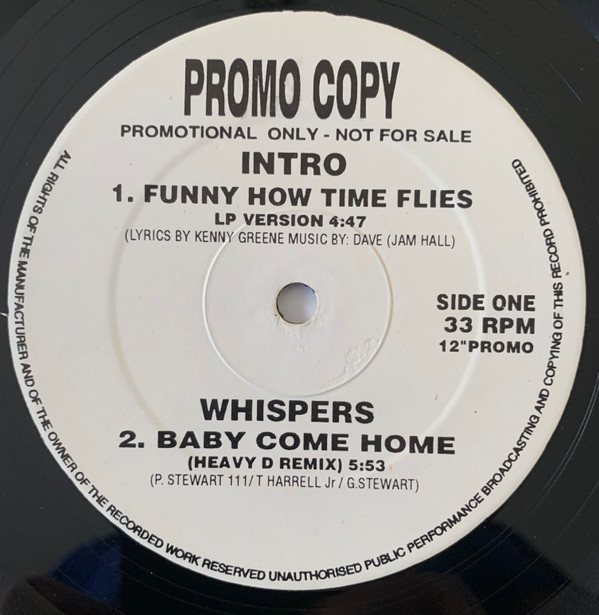 PROMO COPY
PROMOTIONAL ONLY - NOT FOR SALE
INTRO
1. FUNNY HOW TIME FLIES
LP VERSION 4:47
(LYRICS BY KENNY GREENE MUSIC BY: DAVE (JAM HALL)
SIDE ONE
33 RPM
12"PROMO
WHISPERS
2. BABY COME HOME
(HEAVY D REMIX) 5:53
(P. STEWART 111/ T HARRELL Jr / G.STEWART)
ALL RIGHTS OF THE MANUFACTURER AND OF THE OWNER OF THE RECORDED WORK RESERVED UNAUTHORISED PUBLIC PERFORMANCE BROADCASTING AND COPYING OF THIS RECORD PROHIBITED